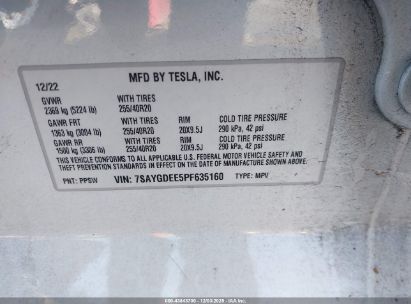 MFD BY TESLA, INC.
12/22
GVWR WITH TIRES
2369 kg (5224 lb) 255/40R20
GAWR FRT WITH TIRES RIM COLD TIRE PRESSURE
1363 kg (3004 lb) 255/40R20 20X9.5J 290 kPa, 42 psi
GAWR RR WITH TIRES RIM COLD TIRE PRESSURE
1500 kg (3306 lb) 255/40R20 20X9.5J 290 kPa, 42 psi
THIS VEHICLE CONFORMS TO ALL APPLICABLE U.S. FEDERAL MOTOR VEHICLE SAFETY
AND THEFT PREVENTION STANDARDS IN EFFECT ON THE DATE OF MANUFACTURE SHOWN ABOVE.
PNT: PPSW VIN: 7SAYGDEE5PF635160 TYPE: MPV